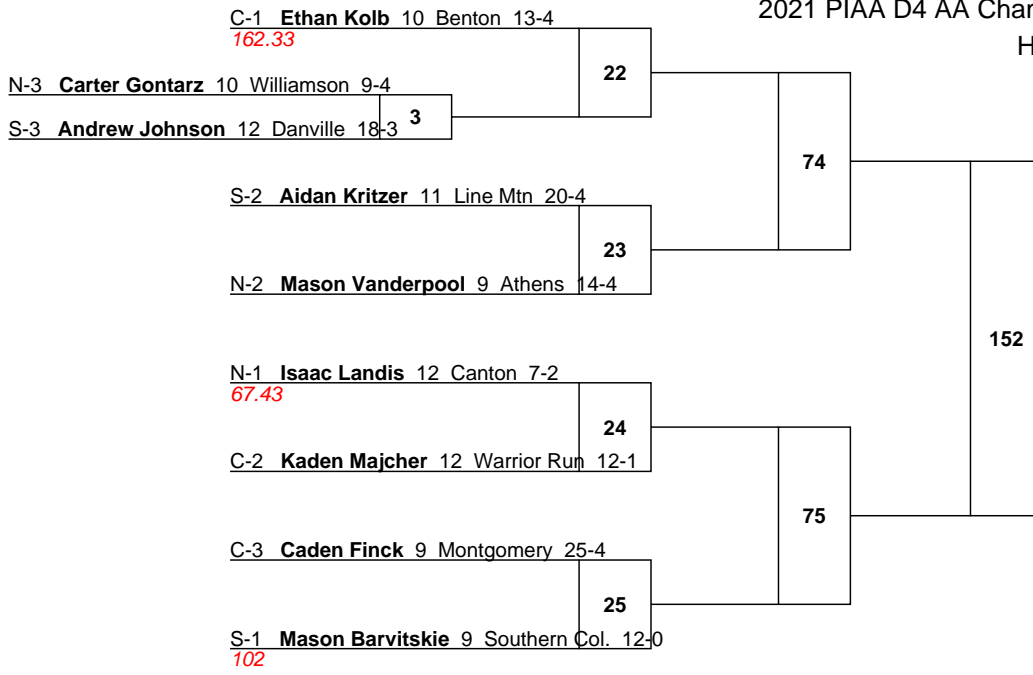 2021 PIAA D4 AA Char
H
C-1 Ethan Kolb 10 Benton 13-4
162.33
22
N-3 Carter Gontarz 10 Williamson 9-4
3
S-3 Andrew Johnson 12 Danville 18-3
74
S-2 Aidan Kritzer 11 Line Mtn 20-4
23
N-2 Mason Vanderpool 9 Athens 14-4
152
N-1 Isaac Landis 12 Canton 7-2
67.43
24
C-2 Kaden Majcher 12 Warrior Run 12-1
75
C-3 Caden Finck 9 Montgomery 25-4
25
S-1 Mason Barvitskie 9 Southern Col. 12-0
102